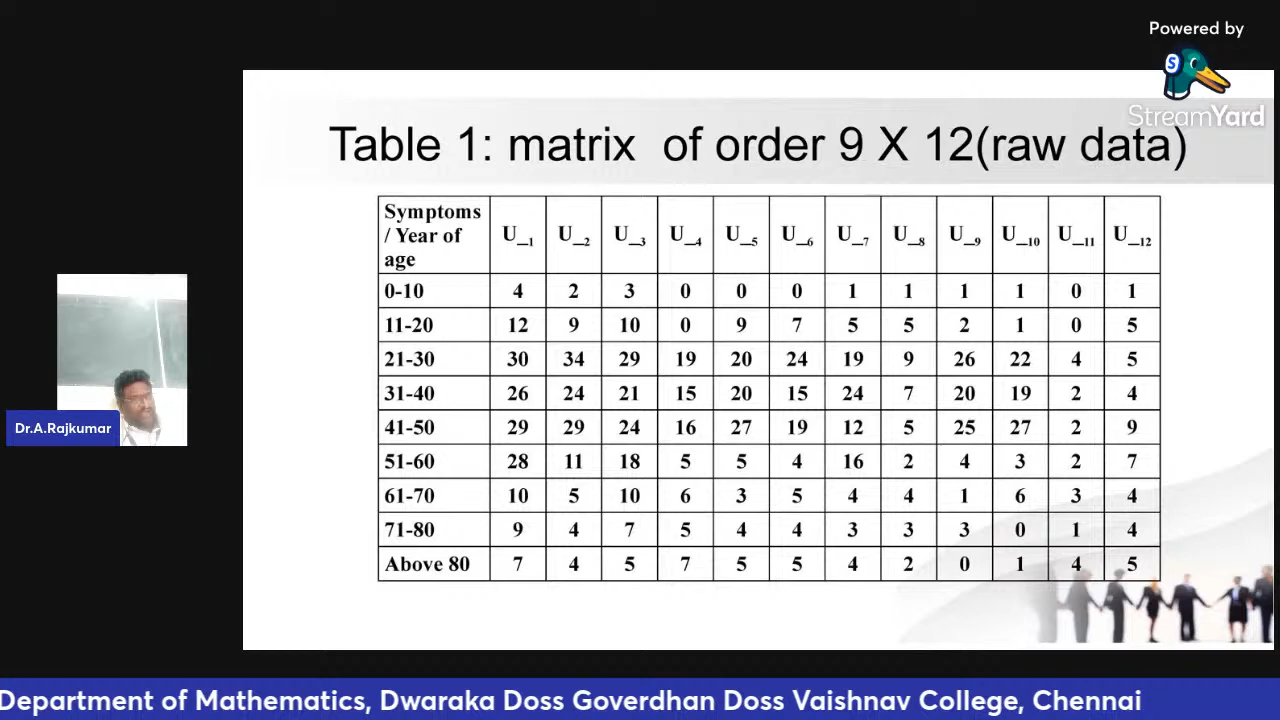 Powered by
S
StreamYard
Table 1: matrix of order 9 X 12(raw data)
Symptoms / Year of age U_1 U_2 U_3 U_4 U_5 U_6 U_7 U_8 U_9 U_10 U_11 U_12
0-10 4 2 3 0 0 0 1 1 1 1 0 1
11-20 12 9 10 0 9 7 5 5 2 1 0 5
21-30 30 34 29 19 20 24 19 9 26 22 4 5
31-40 26 24 21 15 20 15 24 7 20 19 2 4
41-50 29 29 24 16 27 19 12 5 25 27 2 9
51-60 28 11 18 5 5 4 16 2 4 3 2 7
61-70 10 5 10 6 3 5 4 4 1 6 3 4
71-80 9 4 7 5 4 4 3 3 3 0 1 4
Above 80 7 4 5 7 5 5 4 2 0 1 4 5
Dr.A.Rajkumar
Department of Mathematics, Dwaraka Doss Goverdhan Doss Vaishnav College, Chennai